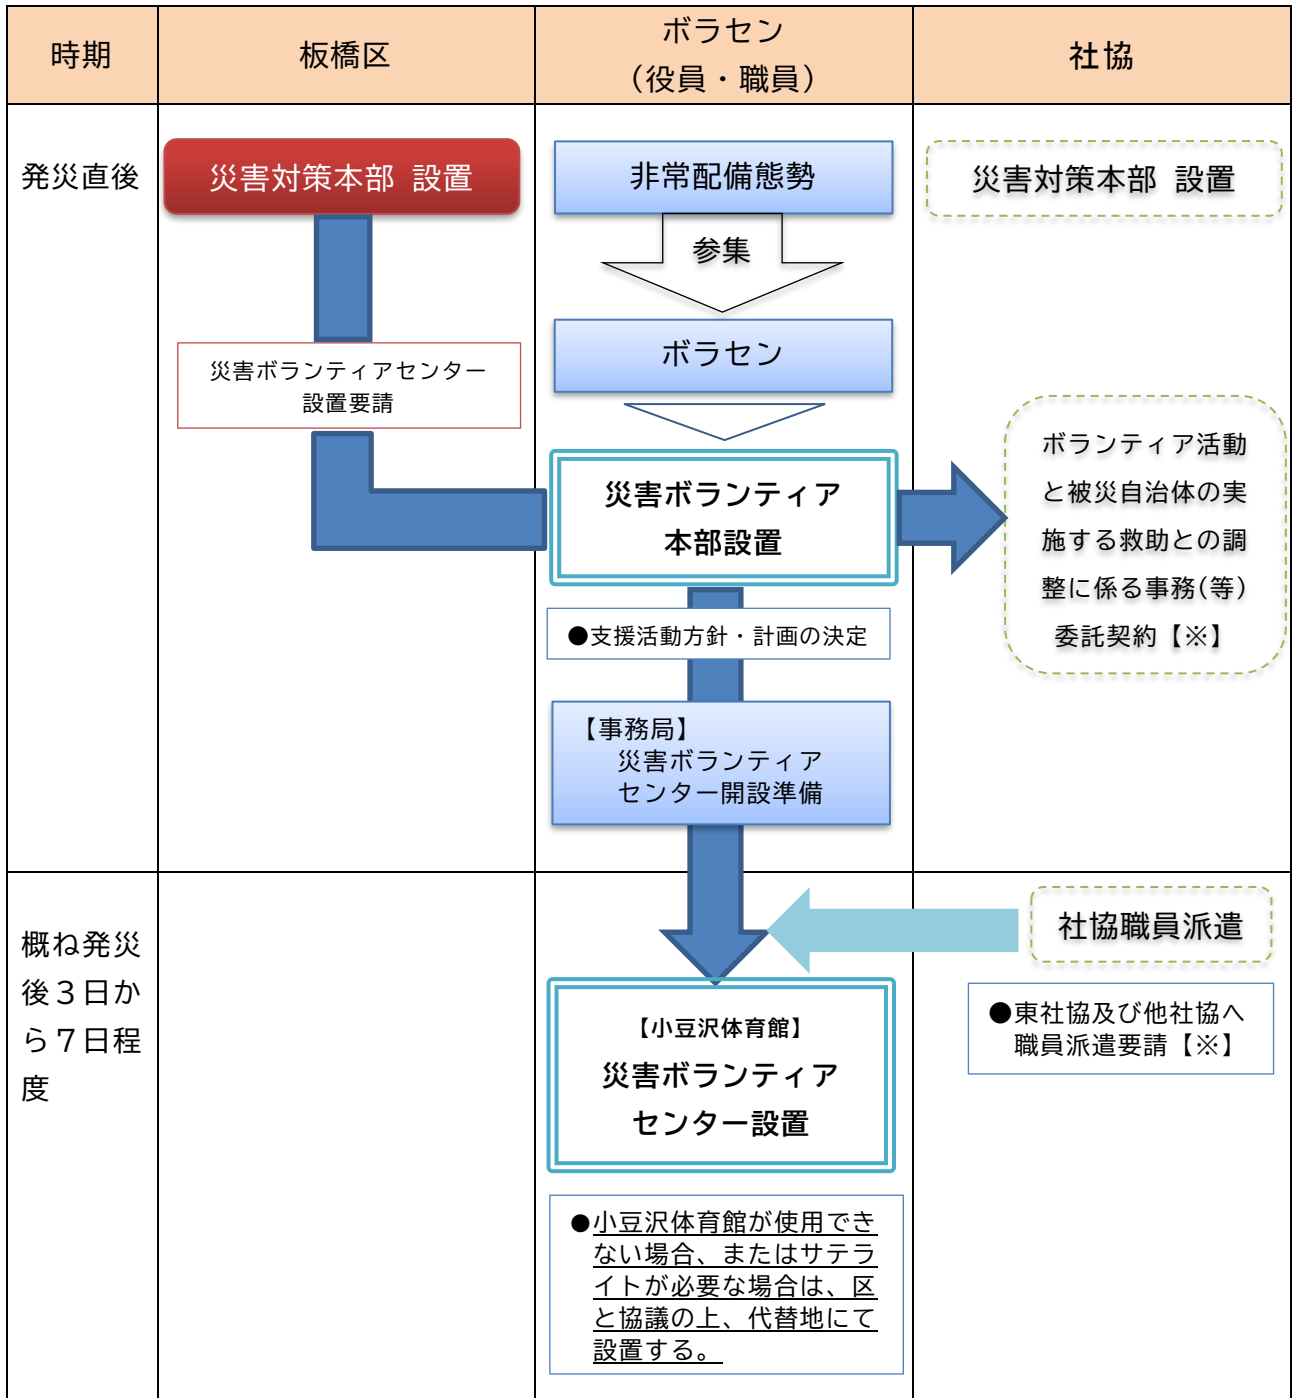 時期
板橋区
ボラセン
（役員・職員）
社協
発災直後
災害対策本部 設置
災害ボランティアセンター
設置要請
非常配備態勢
参集
ボラセン
災害ボランティア
本部設置
●支援活動方針・計画の決定
【事務局】
災害ボランティア
センター開設準備
災害対策本部 設置
ボランティア活動
と被災自治体の実
施する救助との調
整に係る事務(等)
委託契約【※】
概ね発災
後３日か
ら７日程
度
【小豆沢体育館】
災害ボランティア
センター設置
●小豆沢体育館が使用でき
ない場合、またはサテラ
イトが必要な場合は、区
と協議の上、代替地にて
設置する。
社協職員派遣
●東社協及び他社協へ
職員派遣要請【※】